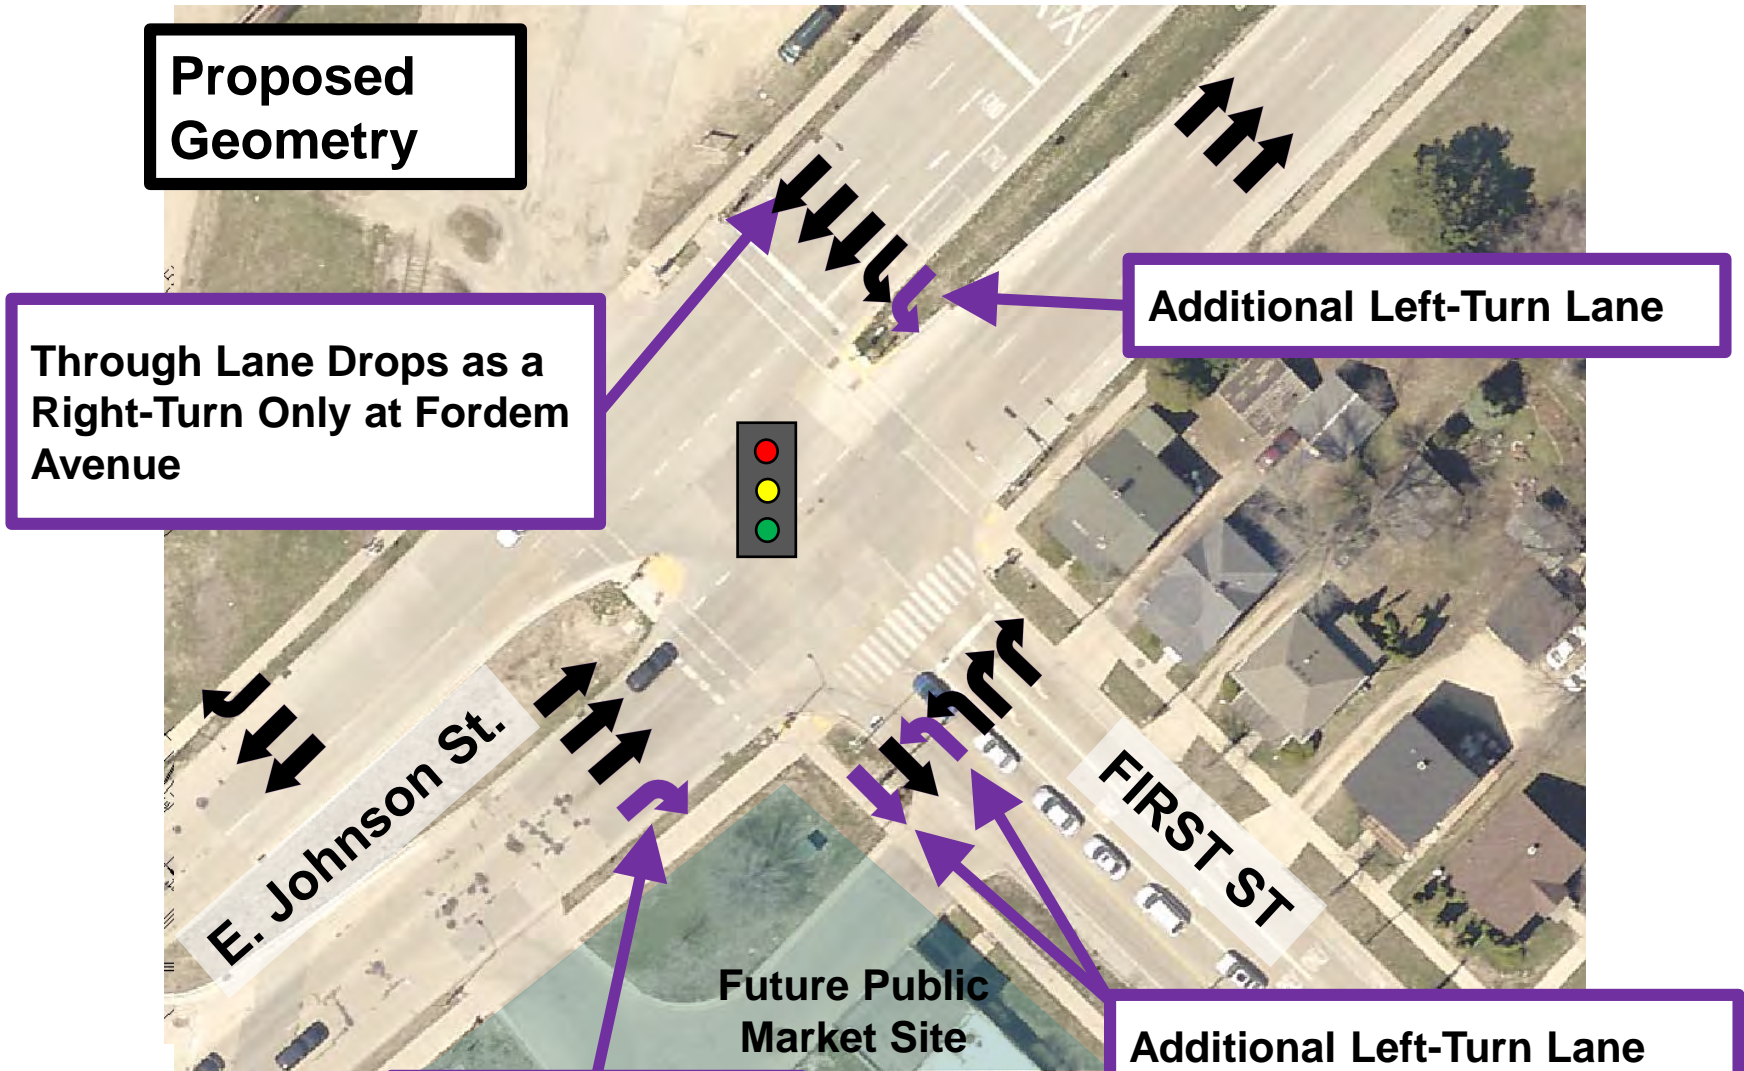 Proposed
Geometry
Additional Left-Turn Lane
Through Lane Drops as a
Right-Turn Only at Fordem
Avenue
E. Johnson St.
FIRST ST
Future Public
Market Site
Additional Left-Turn Lane